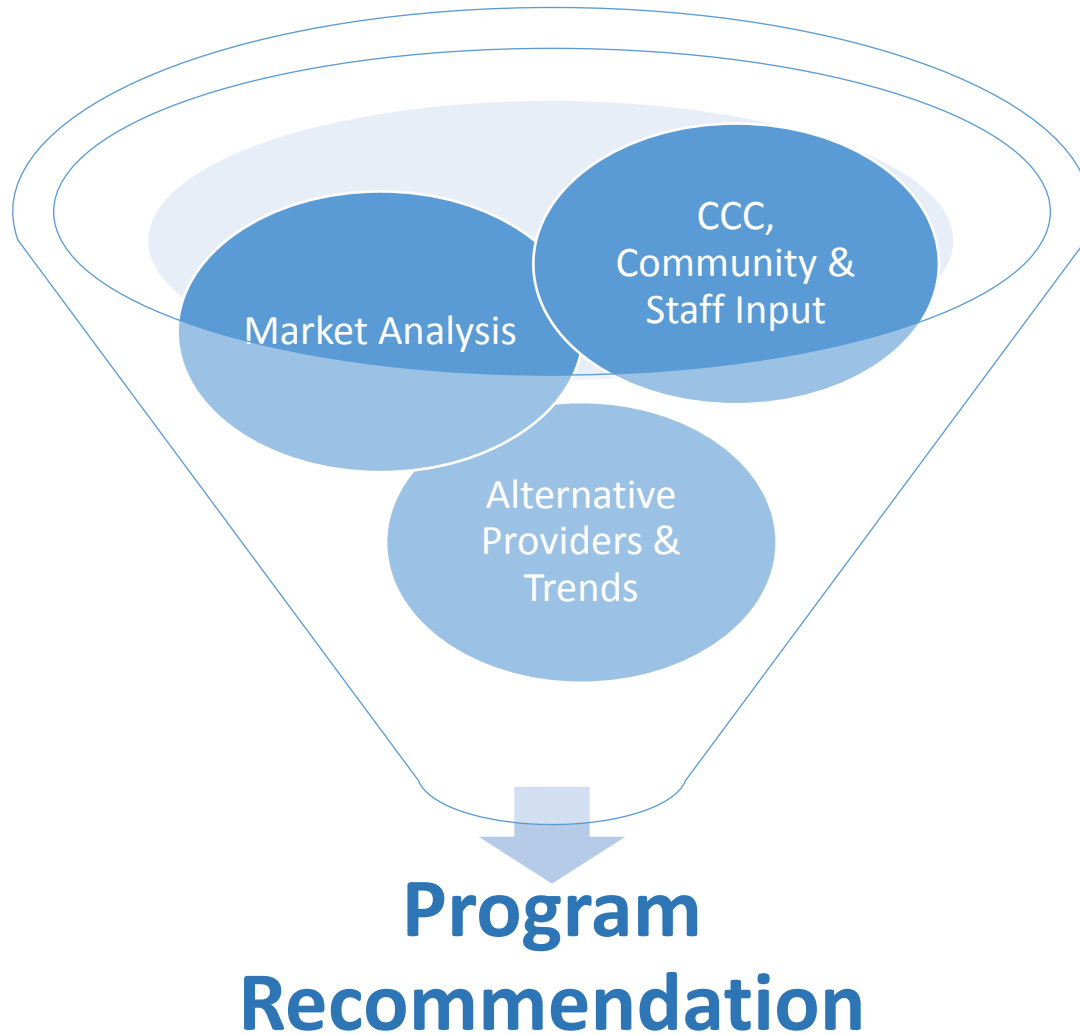 CCC,
Community &
Staff Input
Market Analysis
Alternative
Providers &
Trends
Program
Recommendation